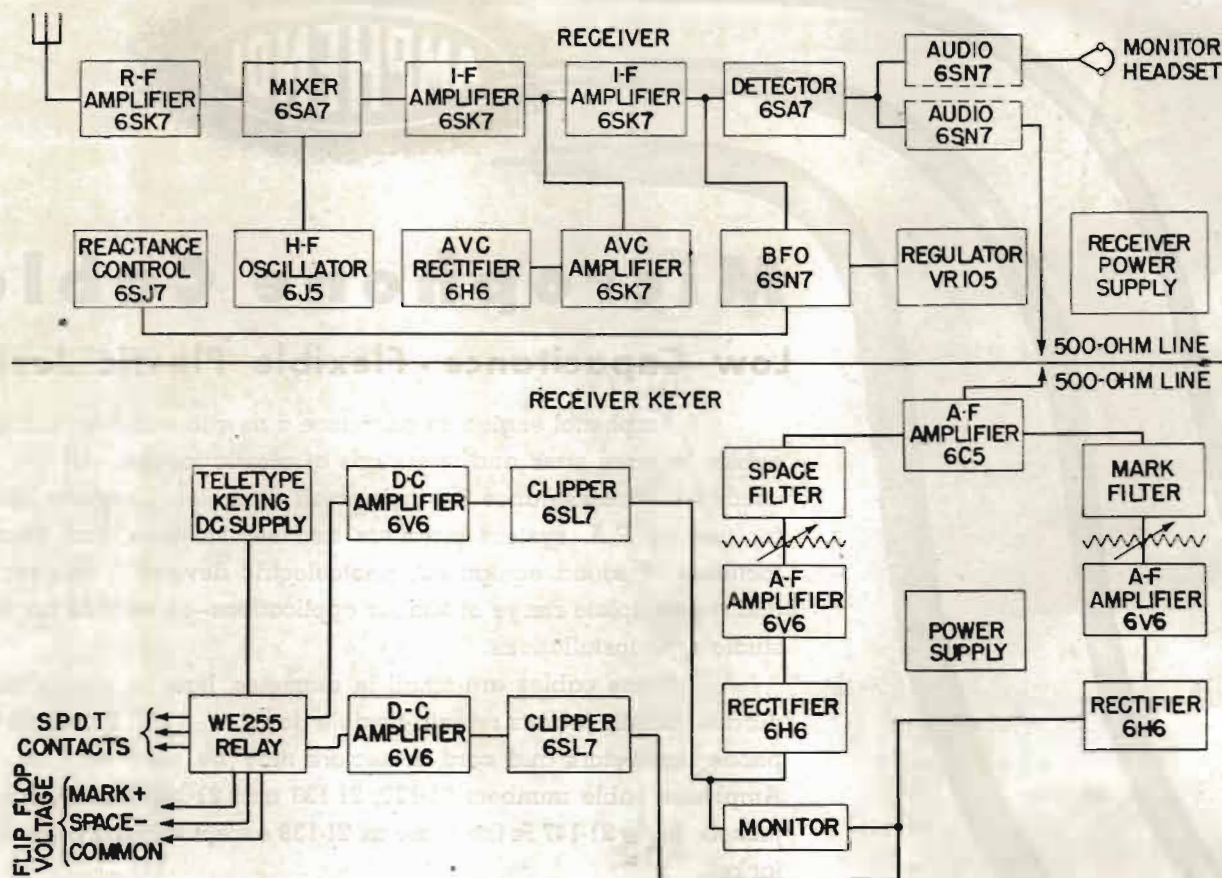 RECEIVER
R-F
AMPLIFIER
6SK7
MIXER
6SA7
I-F
AMPLIFIER
6SK7
I-F
AMPLIFIER
6SK7
DETECTOR
6SA7
AUDIO
6SN7
AUDIO
6SN7
MONITOR
HEADSET
REACTANCE
CONTROL
6SJ7
H-F
OSCILLATOR
6J5
AVC
RECTIFIER
6H6
AVC
AMPLIFIER
6SK7
BFO
6SN7
REGULATOR
VR105
RECEIVER
POWER
SUPPLY
500-OHM LINE
500-OHM LINE
RECEIVER KEYER
A-F
AMPLIFIER
6C5
TELETYPE
KEYING
DC SUPPLY
D-C
AMPLIFIER
6V6
CLIPPER
6SL7
SPACE
FILTER
MARK
FILTER
A-F
AMPLIFIER
6V6
POWER
SUPPLY
A-F
AMPLIFIER
6V6
SPDT
CONTACTS
WE255
RELAY
D-C
AMPLIFIER
6V6
CLIPPER
6SL7
RECTIFIER
6H6
RECTIFIER
6H6
FLIP FLOP
VOLTAGE
MARK+
SPACE-
COMMON
MONITOR